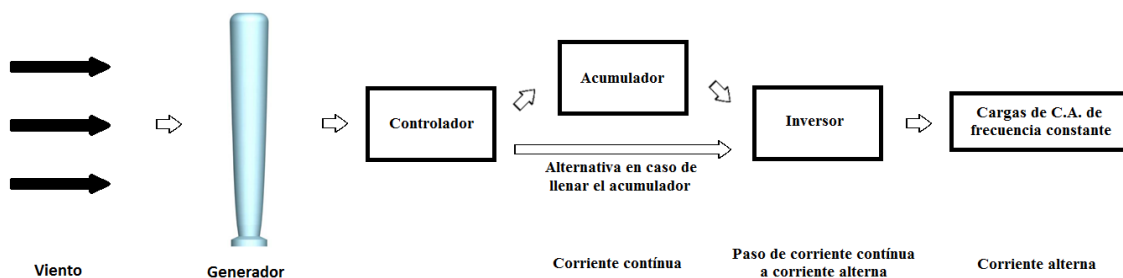 Controlador
Acumulador
Alternativa en caso de
llenar el acumulador
Inversor
Cargas de C.A. de
frecuencia constante
Viento
Generador
Corriente contínua
Paso de corriente contínua
a corriente alterna
Corriente alterna